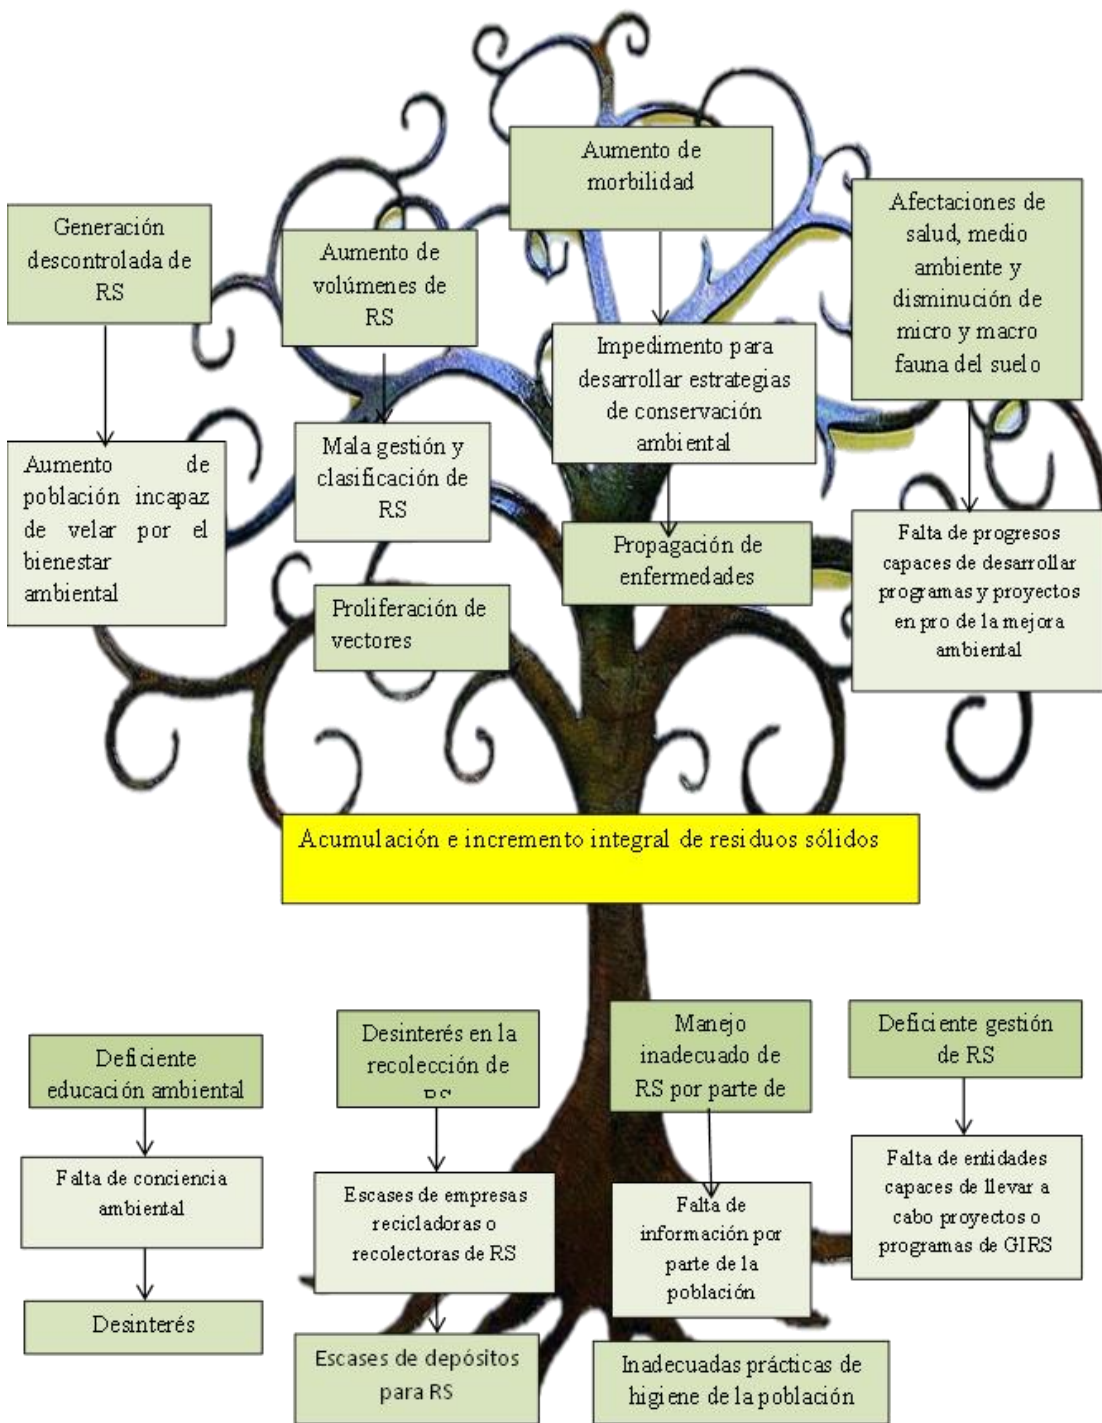 Aumento de
morbilidad
Afectaciones de
salud, medio
ambiente y
disminución de
micro y macro
fauna del suelo
Generación
descontrolada de
RS
Aumento de
volúmenes de
RS
Impedimento para
desarrollar estrategias
de conservación
ambiental
Mala gestión y
clasificación de
RS
Aumento de
población incapaz
de velar por el
bienestar
ambiental
Propagación de
enfermedades
Falta de progresos
capaces de desarrollar
programas y proyectos
en pro de la mejora
ambiental
Proliferación de
vectores
Acumulación e incremento integral de residuos sólidos
Deficiente
educación ambiental
Desinterés en la
recolección de
RS
Manejo
inadecuado de
RS por parte de
Deficiente gestión
de RS
Falta de conciencia
ambiental
Escases de empresas
recicladoras o
recolectoras de RS
Falta de
información por
parte de la
población
Falta de entidades
capaces de llevar a
cabo proyectos o
programas de GIRS
Desinterés
Escases de depósitos
para RS
Inadecuadas prácticas de
higiene de la población